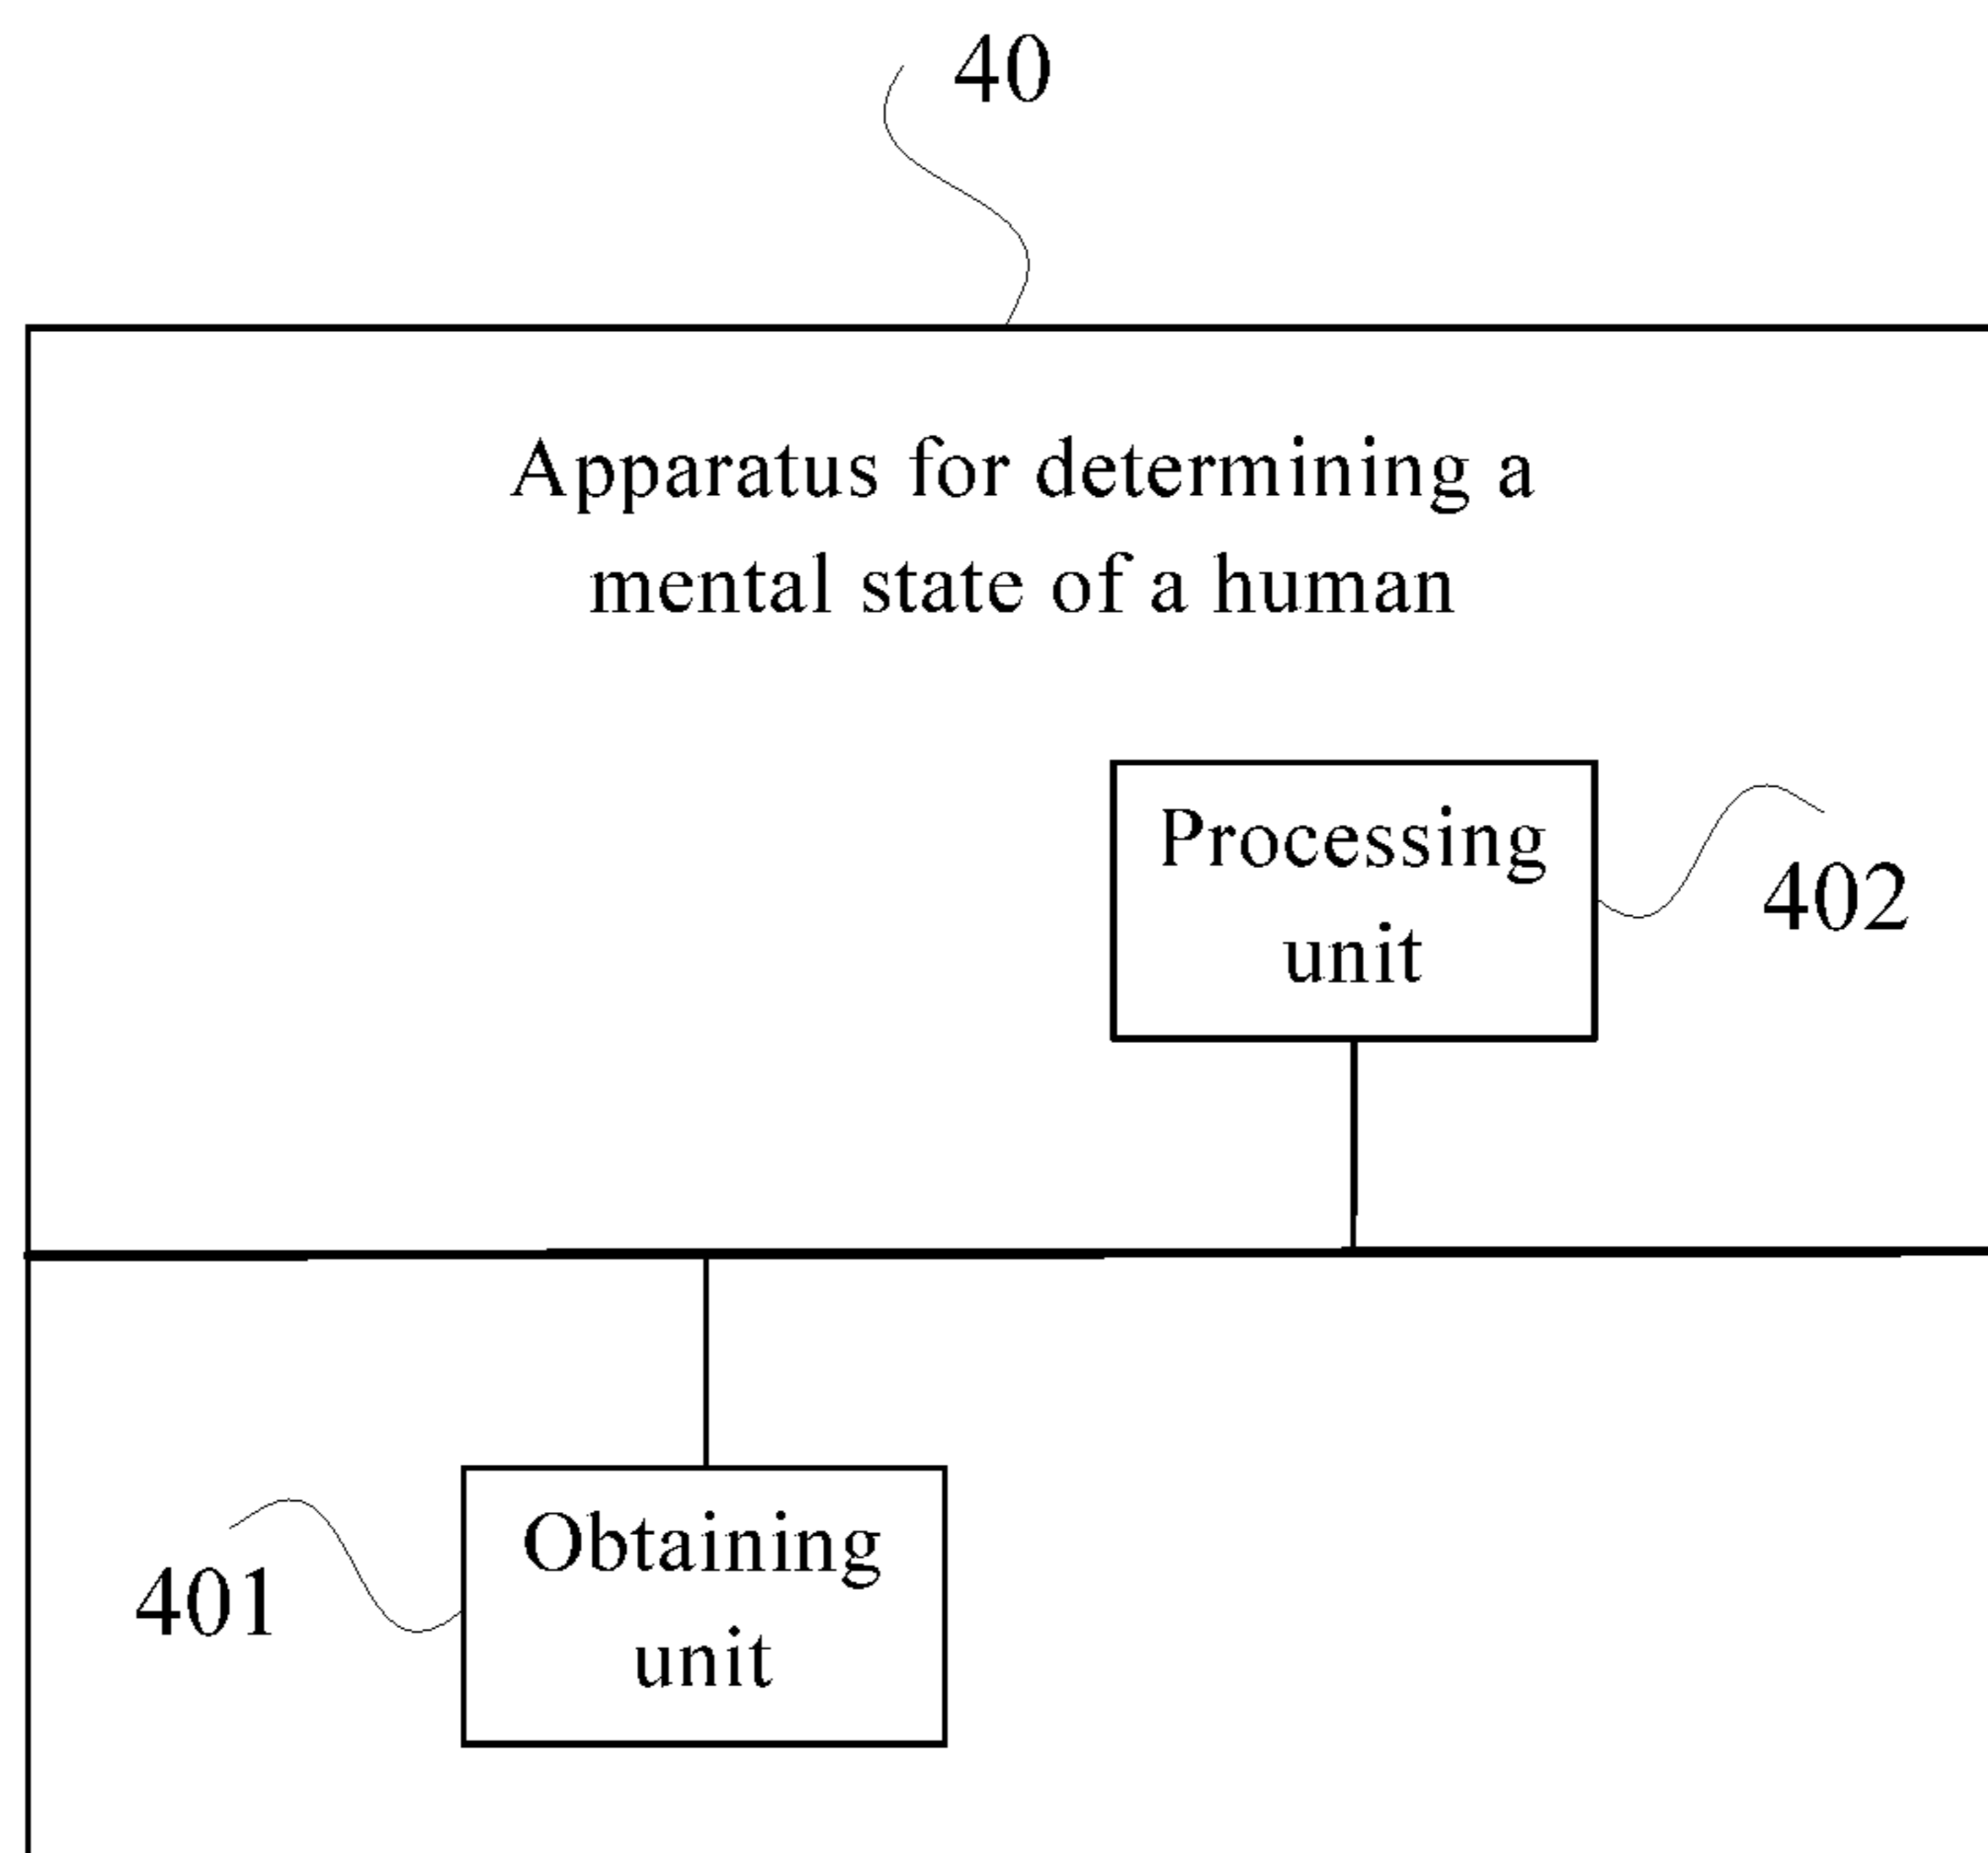 40
Apparatus for determining a
mental state of a human
Processing
unit
402
Obtaining
unit
401